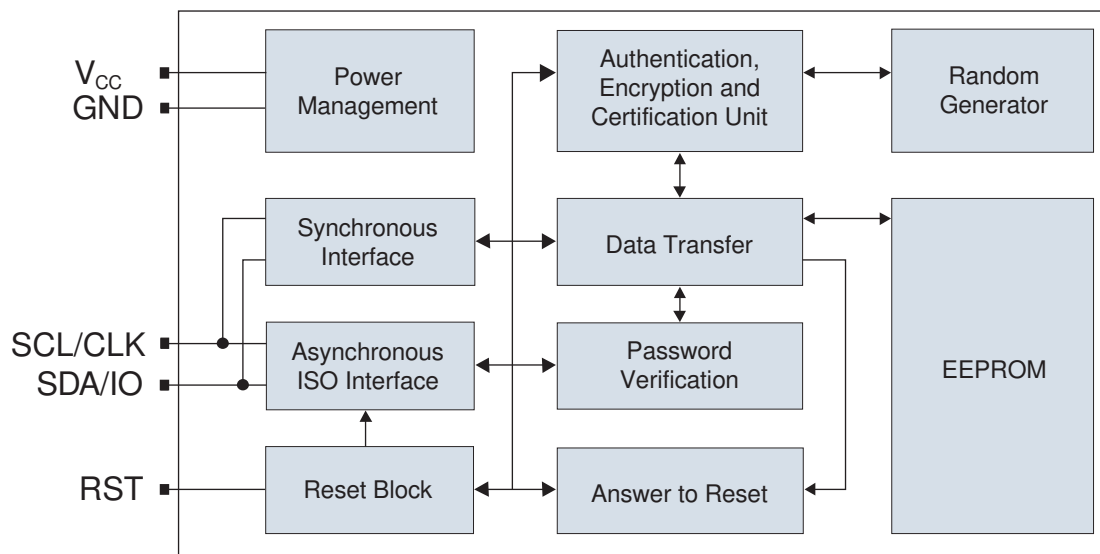 V_CC
GND
Power
Management
Authentication,
Encryption and
Certification Unit
Random
Generator
Synchronous
Interface
Data Transfer
EEPROM
SCL/CLK
SDA/IO
Asynchronous
ISO Interface
Password
Verification
RST
Reset Block
Answer to Reset